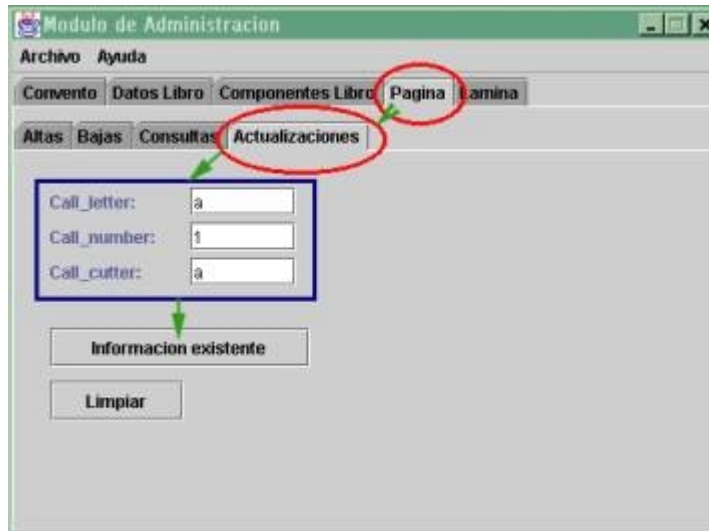 Modulo de Administracion
Archivo Ayuda
Convento Datos Libro Componentes Libro Pagina Lamina
Altas Bajas Consultas Actualizaciones
Call_letter: a
Call_number: 1
Call_cutter: a
Informacion existente
Limpiar